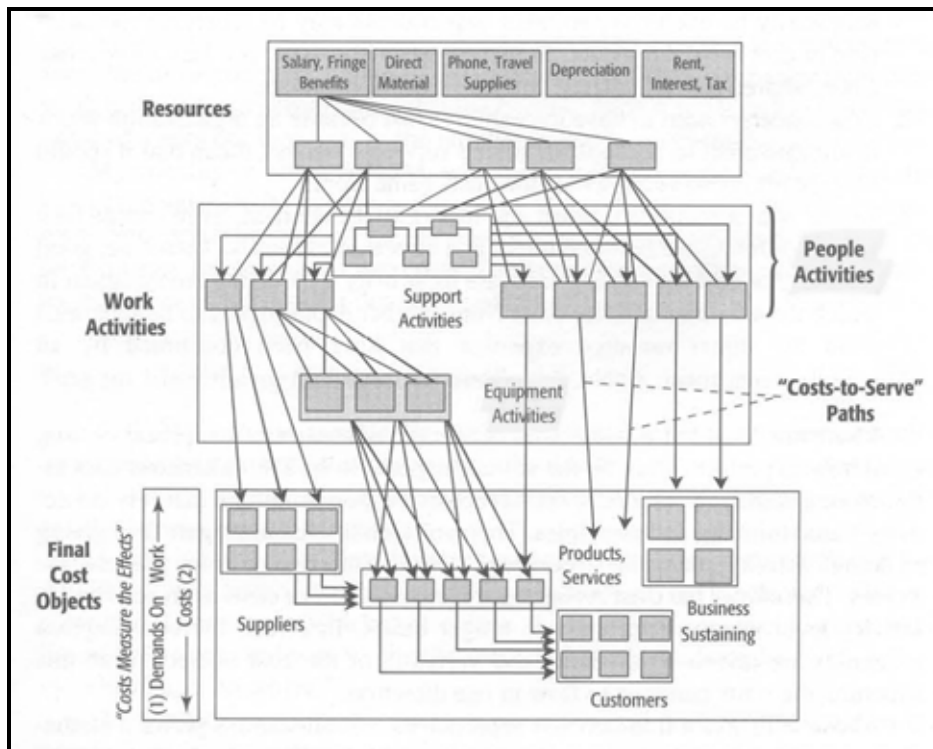 Salary, Fringe
Benefits
Direct
Material
Phone, Travel
Supplies
Depreciation
Rent,
Interest, Tax
Resources
People
Activities
Work
Activities
Support
Activities
Equipment
Activities
"Costs-to-Serve"
Paths
Final
Cost
Objects
"Costs Measure the Effects"
(1) Demands On Work
Costs (2)
Suppliers
Products,
Services
Business
Sustaining
Customers